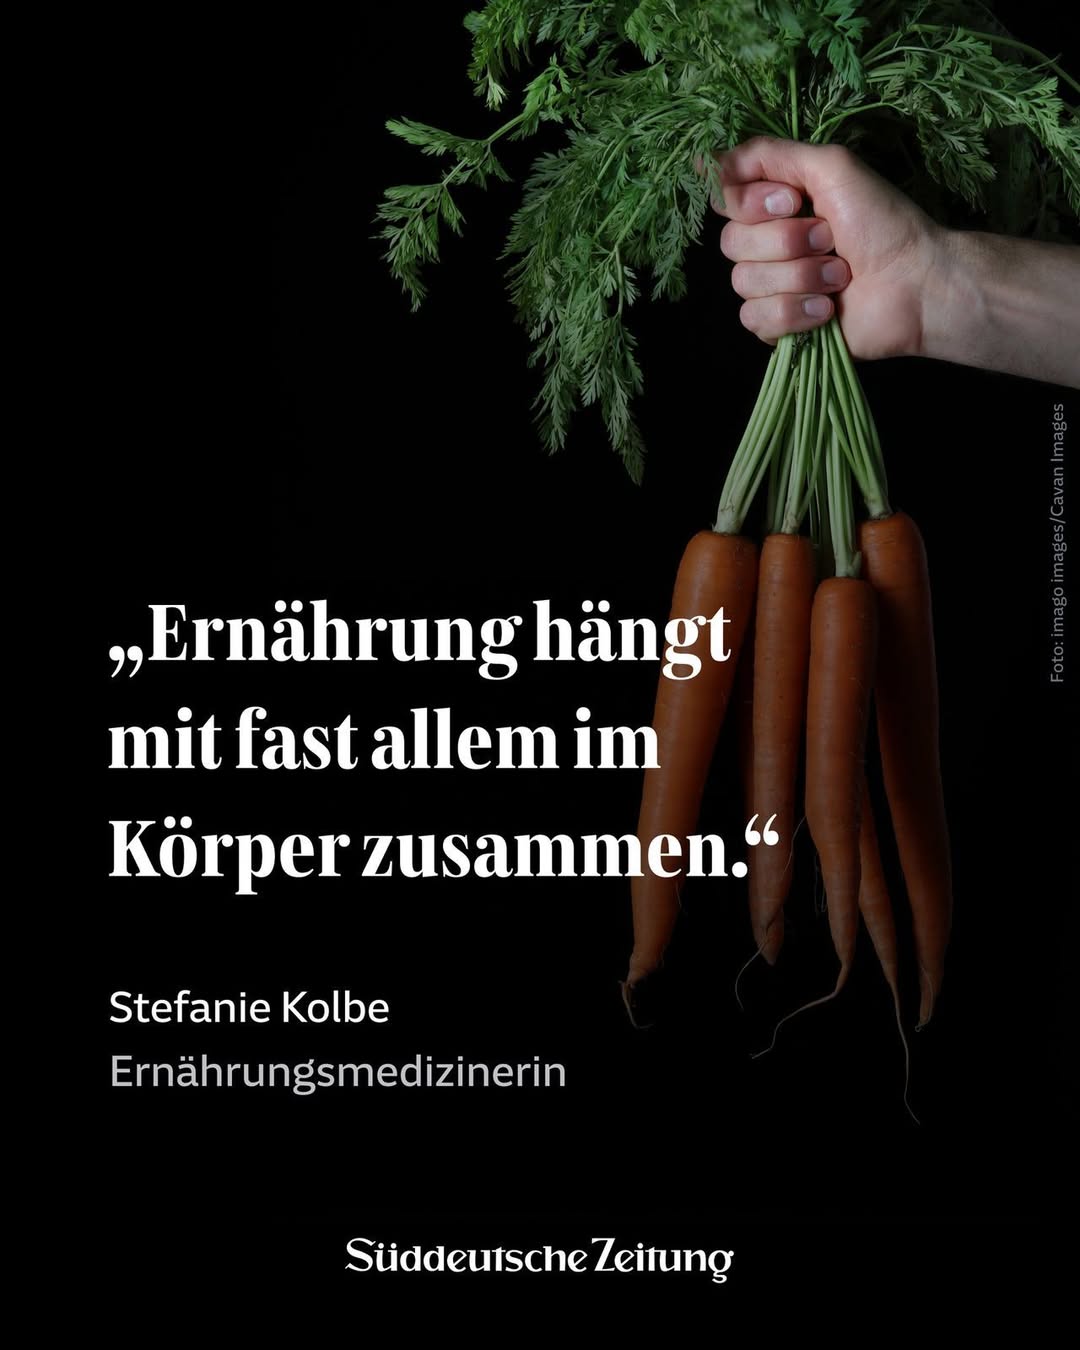 „Ernährung hängt
mit fast allem im
Körper zusammen.“
Stefanie Kolbe
Ernährungsmedizinerin
Süddeutsche Zeitung
Foto: imago images/Cavan Images